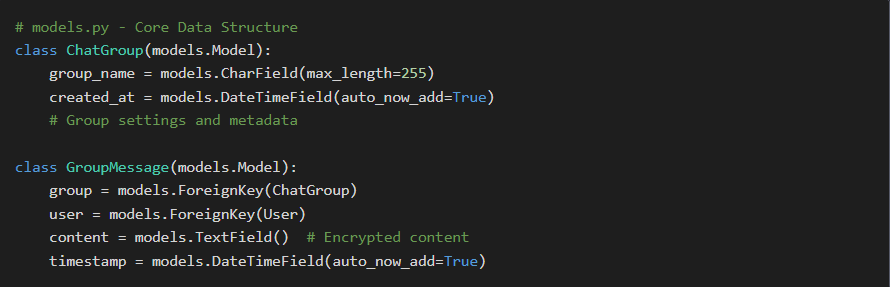 # models.py - Core Data Structure
class ChatGroup(models.Model):
    group_name = models.CharField(max_length=255)
    created_at = models.DateTimeField(auto_now_add=True)
    # Group settings and metadata

class GroupMessage(models.Model):
    group = models.ForeignKey(ChatGroup)
    user = models.ForeignKey(User)
    content = models.TextField()  # Encrypted content
    timestamp = models.DateTimeField(auto_now_add=True)